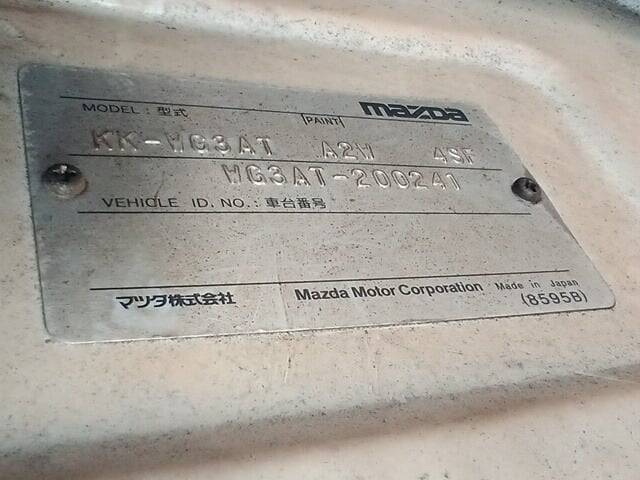 MODEL : 型式 [PAINT] mazda
KK-WG3AT A2W 4SF
WG3AT-200241
VEHICLE ID. NO. : 車台番号
マツダ株式会社 Mazda Motor Corporation Made in Japan
(8595B)